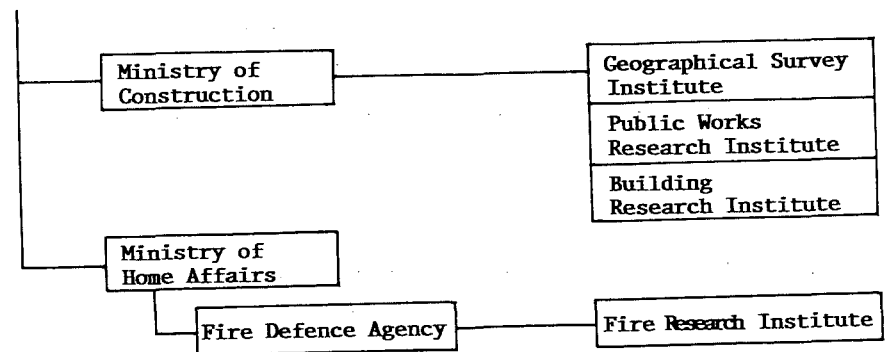 Ministry of
Construction
Geographical Survey
Institute
Public Works
Research Institute
Building
Research Institute
Ministry of
Home Affairs
Fire Defence Agency
Fire Research Institute